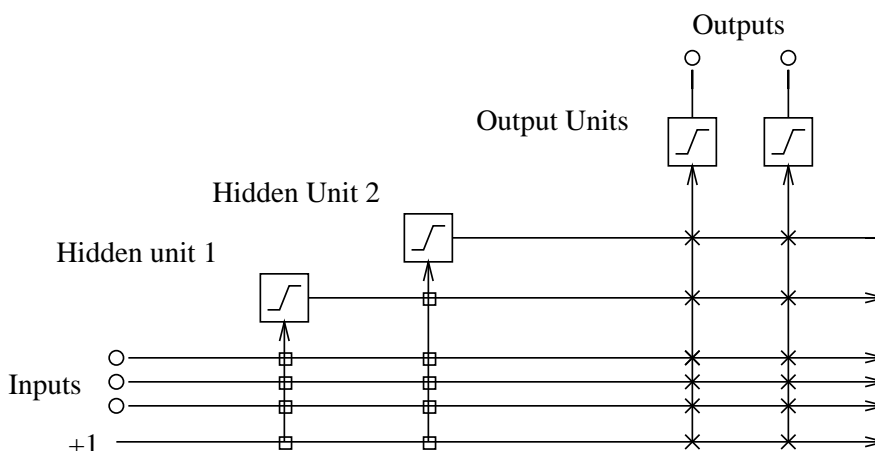 Outputs
Output Units
Hidden Unit 2
Hidden unit 1
Inputs
+1